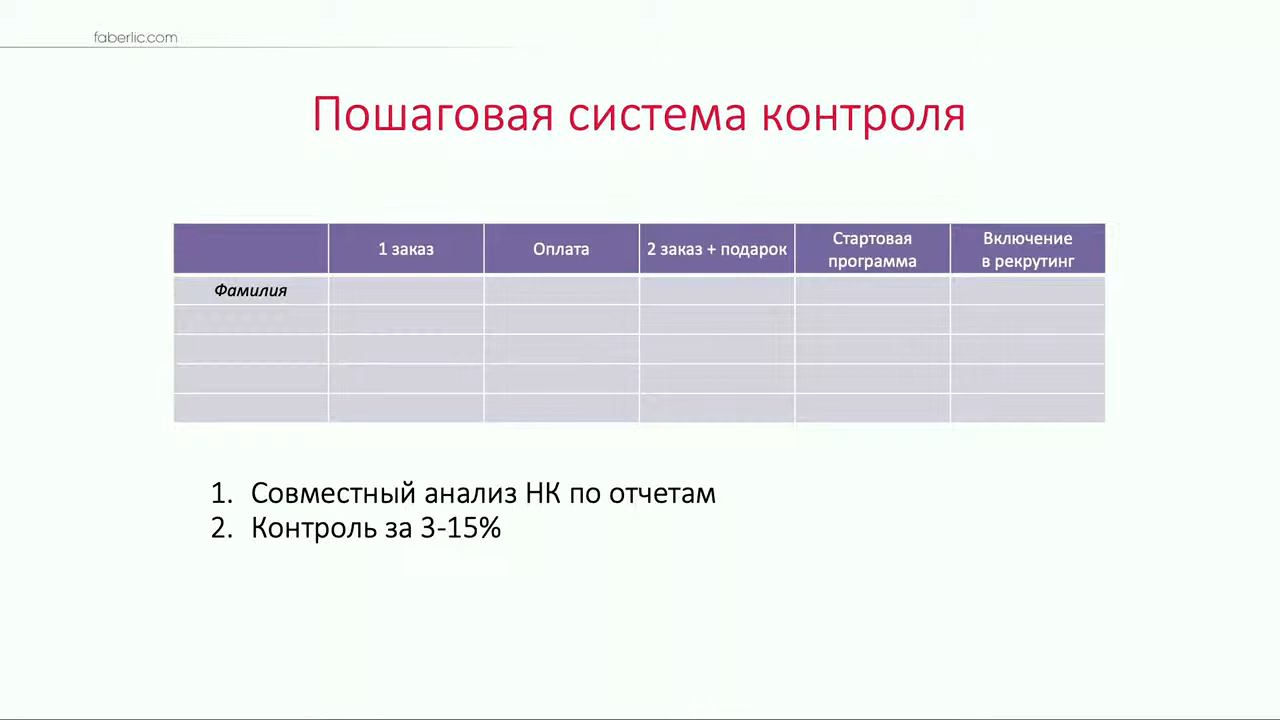 faberlic.com
Пошаговая система контроля
1 заказ
Оплата
2 заказ + подарок
Стартовая
программа
Включение
в рекрутинг
Фамилия
1. Совместный анализ НК по отчетам
2. Контроль за 3-15%